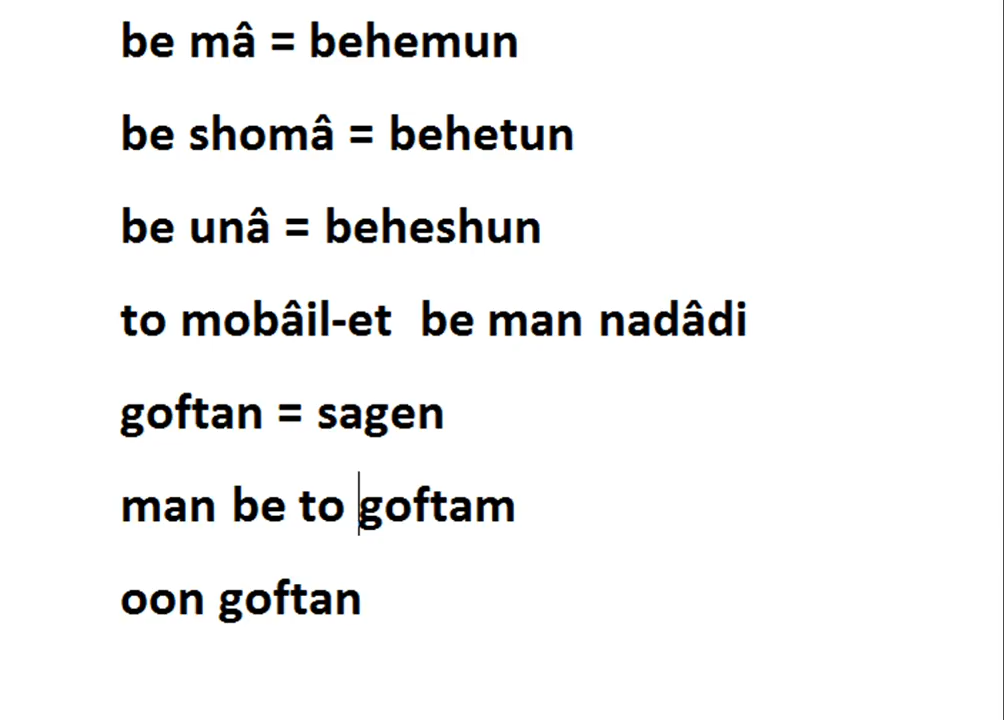 be mâ = behemun
be shomâ = behetun
be unâ = beheshun
to mobâil-et be man nadâdi
goftan = sagen
man be to goftam
oon goftan